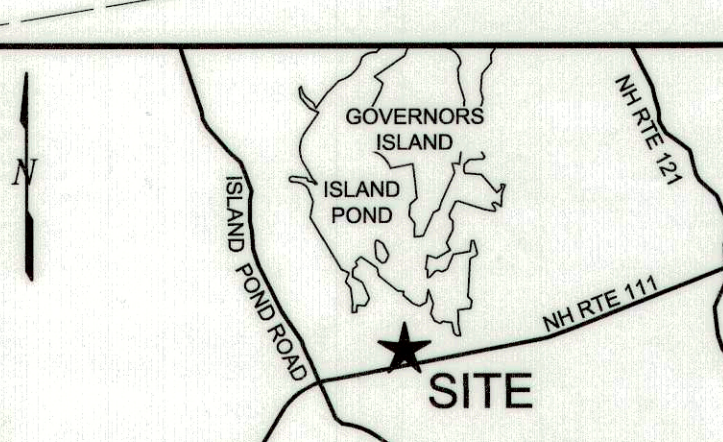 GOVERNORS
ISLAND
NH RTE 121
N
ISLAND
POND
ISLAND POND ROAD
NH RTE 111
SITE